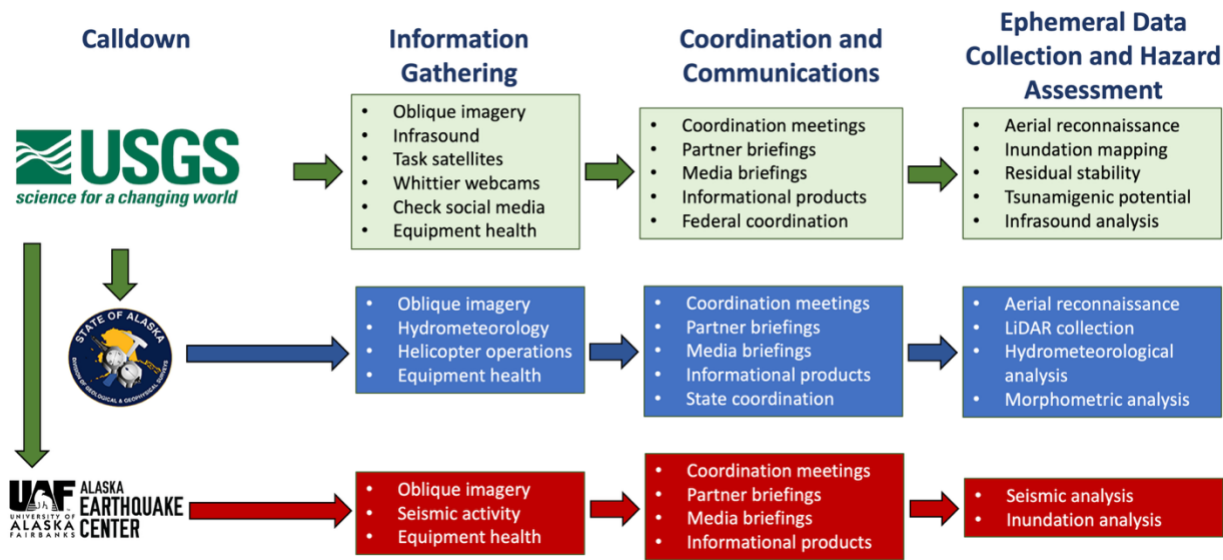 Calldown
Information
Gathering
Coordination and
Communications
Ephemeral Data
Collection and Hazard
Assessment
USGS
science for a changing world
• Oblique imagery
• Infrasound
• Task satellites
• Whittier webcams
• Check social media
• Equipment health
• Coordination meetings
• Partner briefings
• Media briefings
• Informational products
• Federal coordination
• Aerial reconnaissance
• Inundation mapping
• Residual stability
• Tsunamigenic potential
• Infrasound analysis
STATE OF ALASKA
DIVISION OF GEOLOGICAL & GEOPHYSICAL SURVEYS
• Oblique imagery
• Hydrometeorology
• Helicopter operations
• Equipment health
• Coordination meetings
• Partner briefings
• Media briefings
• Informational products
• State coordination
• Aerial reconnaissance
• LiDAR collection
• Hydrometeorological
analysis
• Morphometric analysis
UAF
UNIVERSITY OF
ALASKA
FAIRBANKS
ALASKA
EARTHQUAKE
CENTER
• Oblique imagery
• Seismic activity
• Equipment health
• Coordination meetings
• Partner briefings
• Media briefings
• Informational products
• Seismic analysis
• Inundation analysis